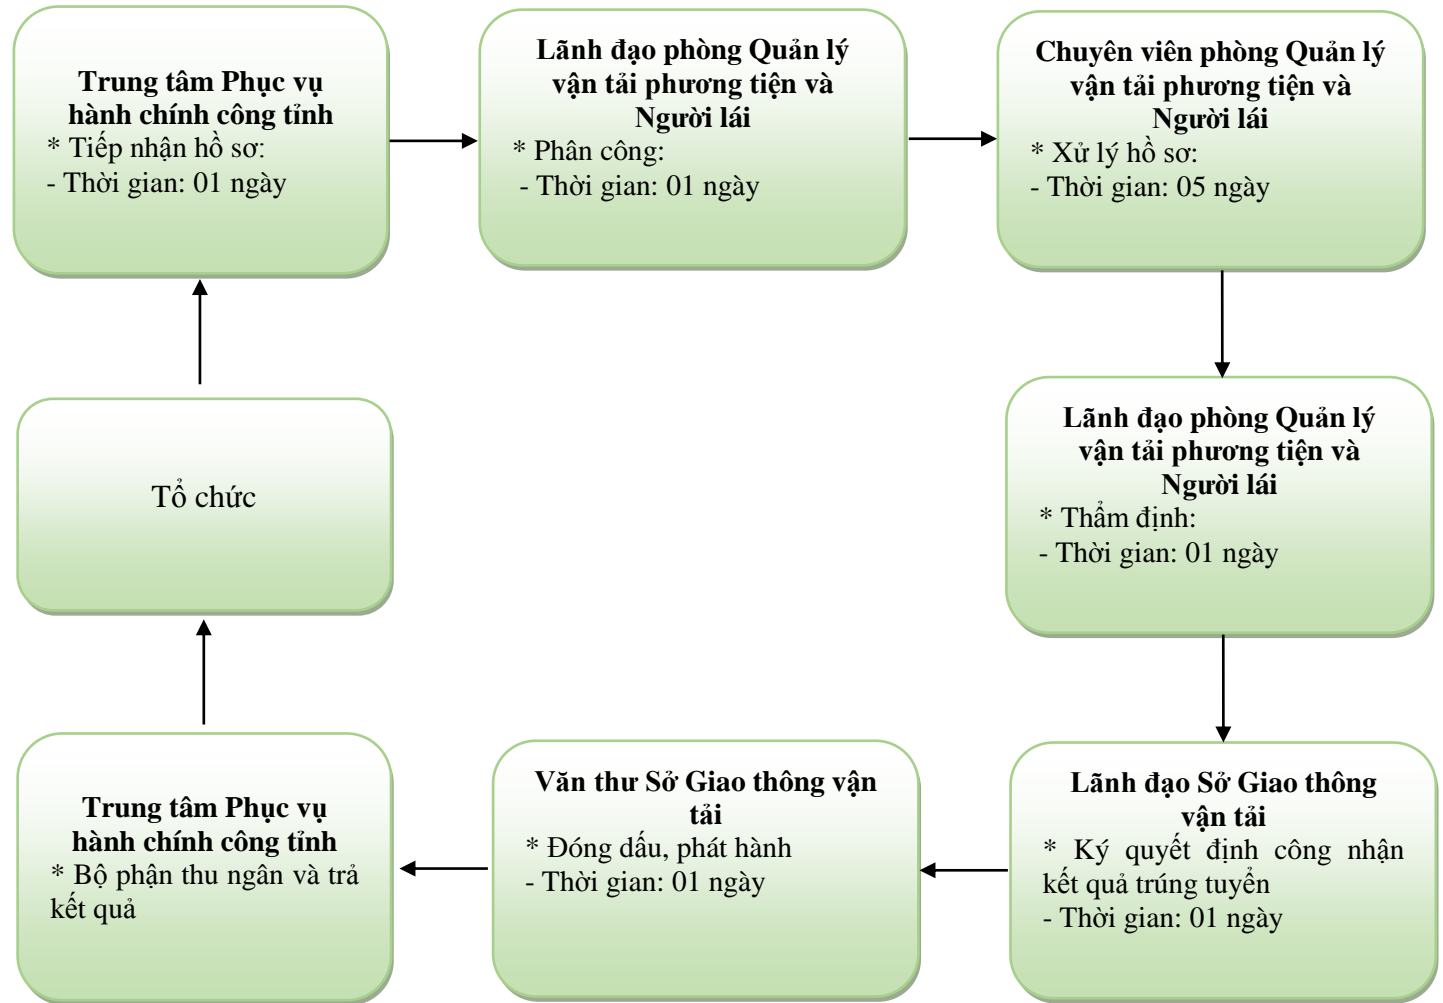 Trung tâm Phục vụ
hành chính công tỉnh
* Tiếp nhận hồ sơ:
- Thời gian: 01 ngày
Lãnh đạo phòng Quản lý
vận tải phương tiện và
Người lái
* Phân công:
- Thời gian: 01 ngày
Chuyên viên phòng Quản lý
vận tải phương tiện và
Người lái
* Xử lý hồ sơ:
- Thời gian: 05 ngày
Lãnh đạo phòng Quản lý
vận tải phương tiện và
Người lái
* Thẩm định:
- Thời gian: 01 ngày
Lãnh đạo Sở Giao thông
vận tải
* Ký quyết định công nhận
kết quả trúng tuyển
- Thời gian: 01 ngày
Văn thư Sở Giao thông vận
tải
* Đóng dấu, phát hành
- Thời gian: 01 ngày
Trung tâm Phục vụ
hành chính công tỉnh
* Bộ phận thu ngân và trả
kết quả
Tổ chức